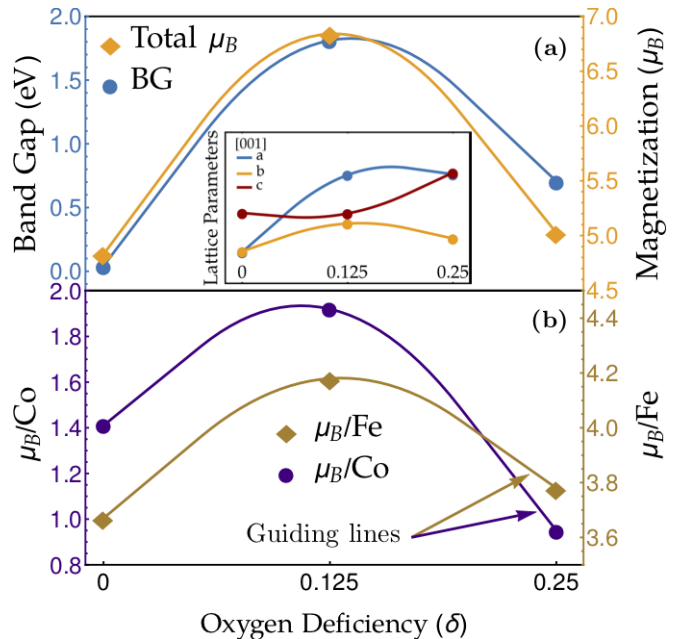 2.0
1.5
1.0
0.5
0.0
Band Gap (eV)
Total μB
BG
(a)
7.0
6.5
6.0
5.5
5.0
4.5
Magnetization (μB)
[001]
a
b
c
Lattice Parameters
0 0.125 0.25
2.0
1.8
1.6
1.4
1.2
1.0
0.8
μB/Co
(b)
μB/Fe
μB/Co
Guiding lines
4.4
4.2
4.0
3.8
3.6
μB/Fe
0 0.125 0.25
Oxygen Deficiency (δ)